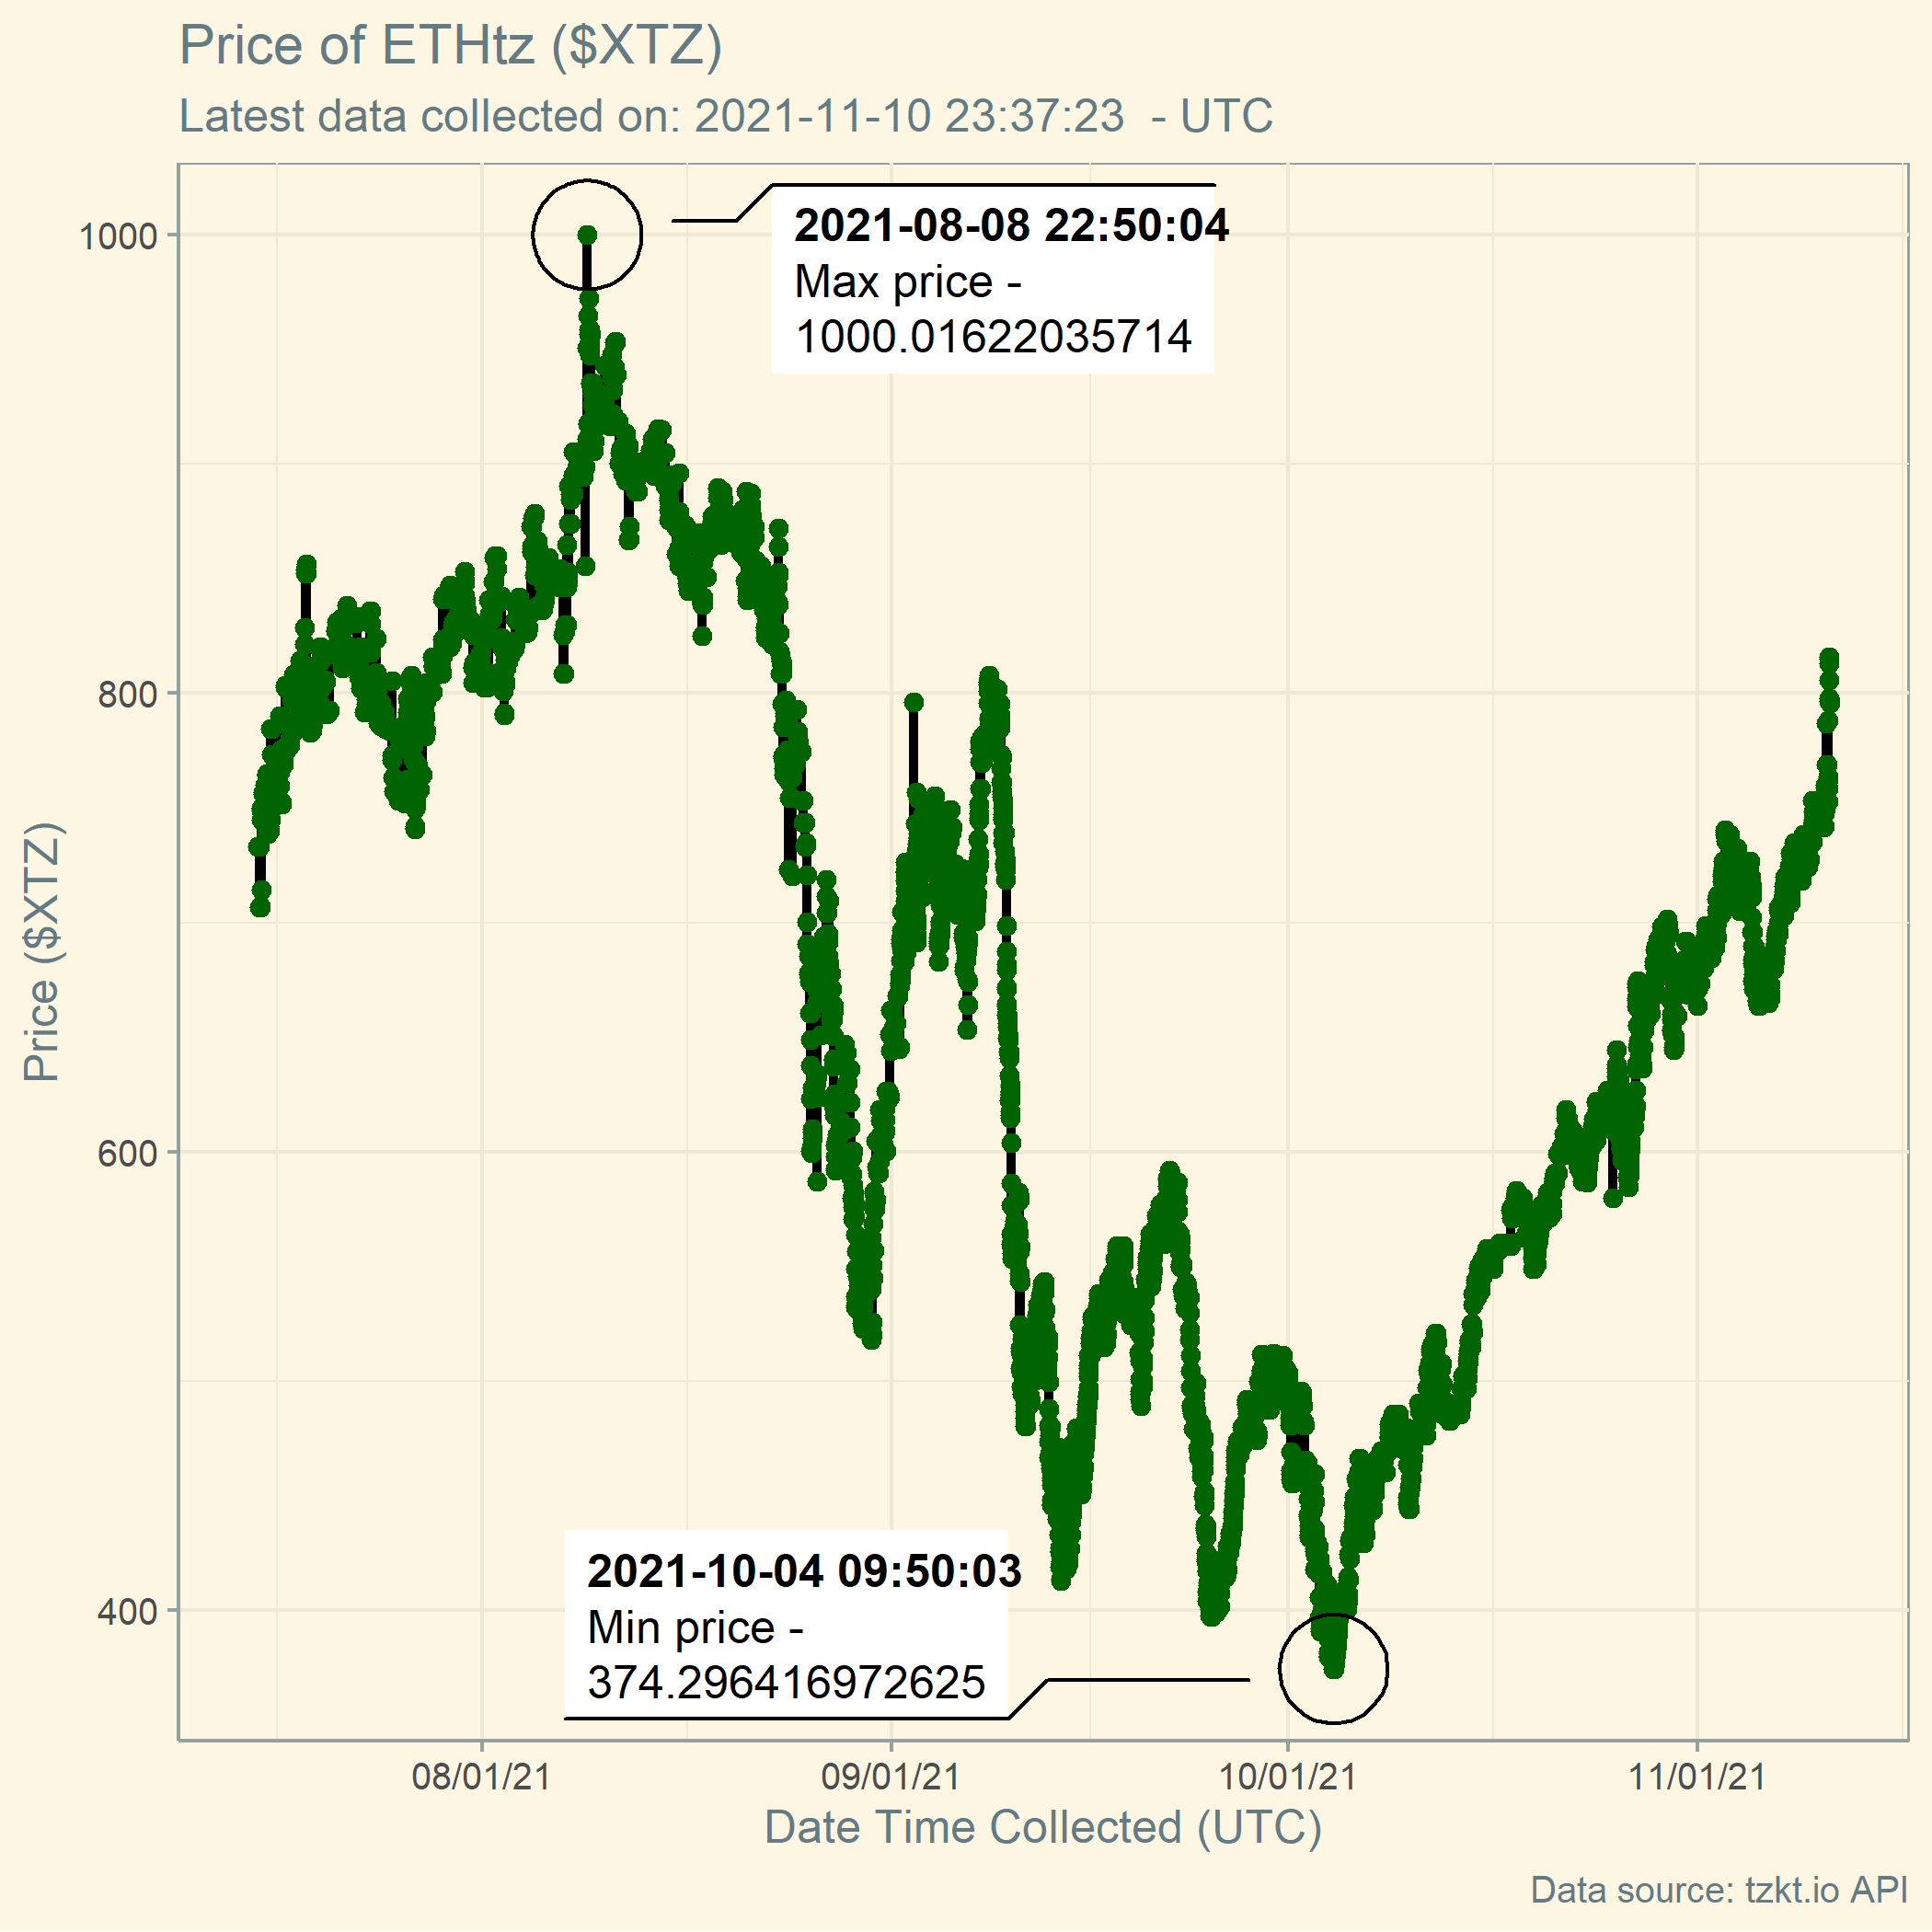 Price of ETHtz ($XTZ)
Latest data collected on: 2021-11-10 23:37:23  - UTC
1000
800
600
400
Price ($XTZ)
2021-08-08 22:50:04
Max price -
1000.01622035714
2021-10-04 09:50:03
Min price -
374.296416972625
08/01/21
09/01/21
10/01/21
11/01/21
Date Time Collected (UTC)
Data source: tzkt.io API